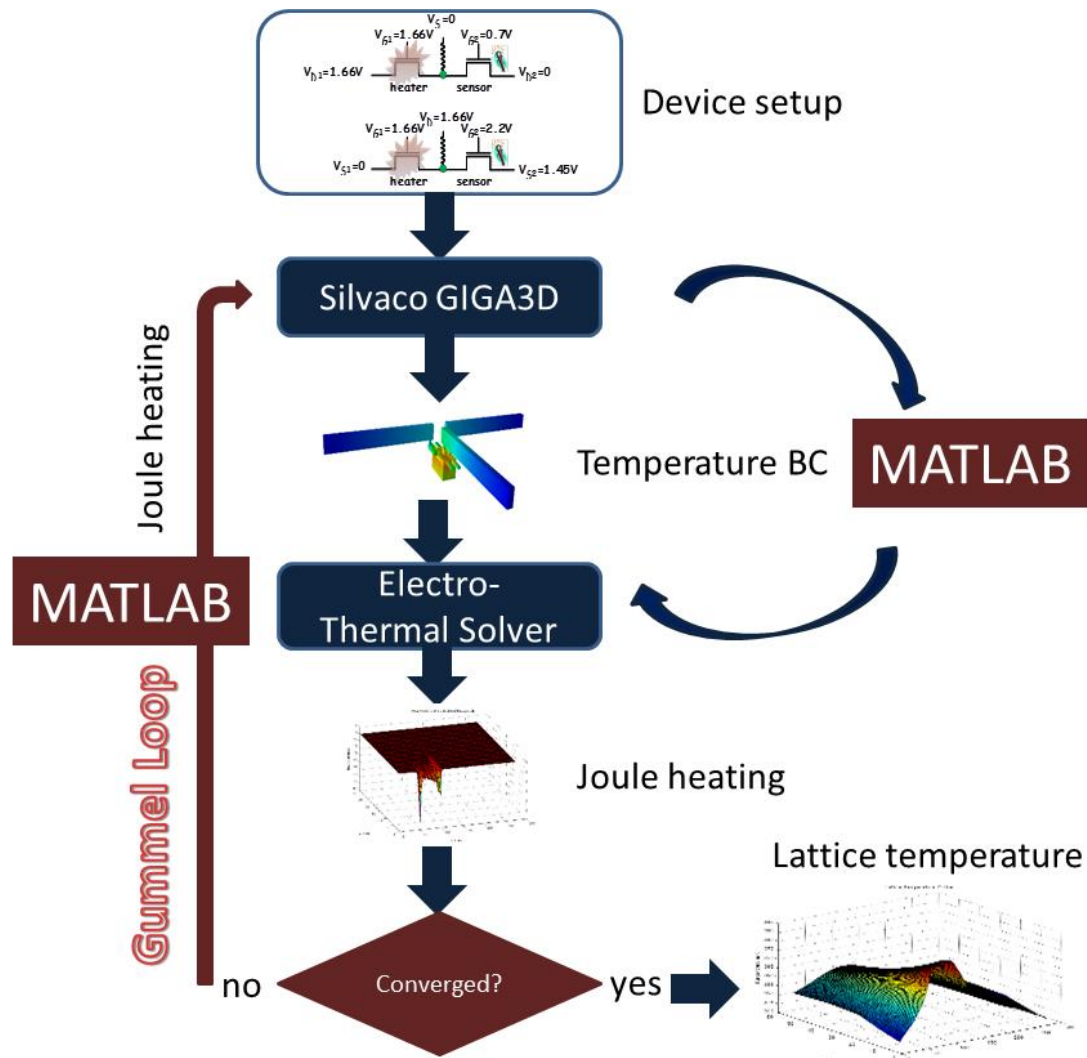 V_S=0
V_G1=1.66V
V_G2=0.7V
V_D1=1.66V
V_D2=0
heater
sensor
Device setup
V_D=1.66V
V_G1=1.66V
V_G2=2.2V
V_S1=0
V_S2=1.45V
heater
sensor
Silvaco GIGA3D
Joule heating
Temperature BC
MATLAB
MATLAB
Electro-
Thermal Solver
Gummel Loop
Joule heating
Lattice temperature
no
Converged?
yes